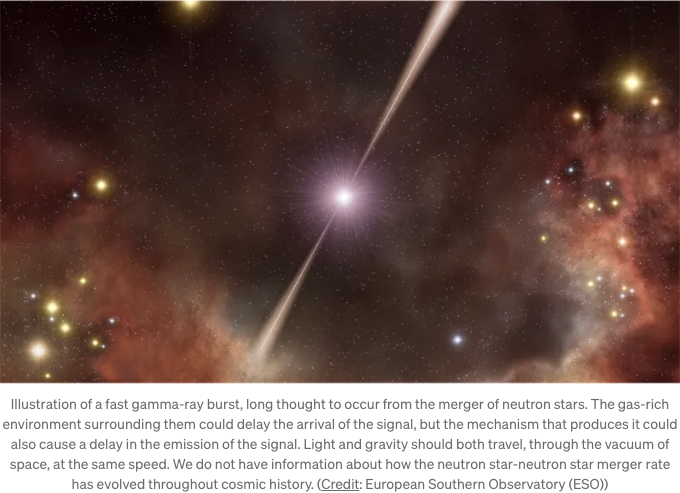 Illustration of a fast gamma-ray burst, long thought to occur from the merger of neutron stars. The gas-rich
environment surrounding them could delay the arrival of the signal, but the mechanism that produces it could
also cause a delay in the emission of the signal. Light and gravity should both travel, through the vacuum of
space, at the same speed. We do not have information about how the neutron star-neutron star merger rate
has evolved throughout cosmic history. (Credit: European Southern Observatory (ESO))